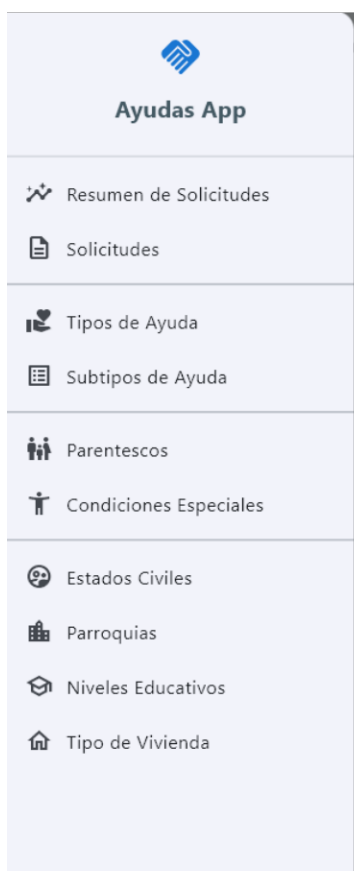 Ayudas App
Resumen de Solicitudes
Solicitudes
Tipos de Ayuda
Subtipos de Ayuda
Parentescos
Condiciones Especiales
Estados Civiles
Parroquias
Niveles Educativos
Tipo de Vivienda